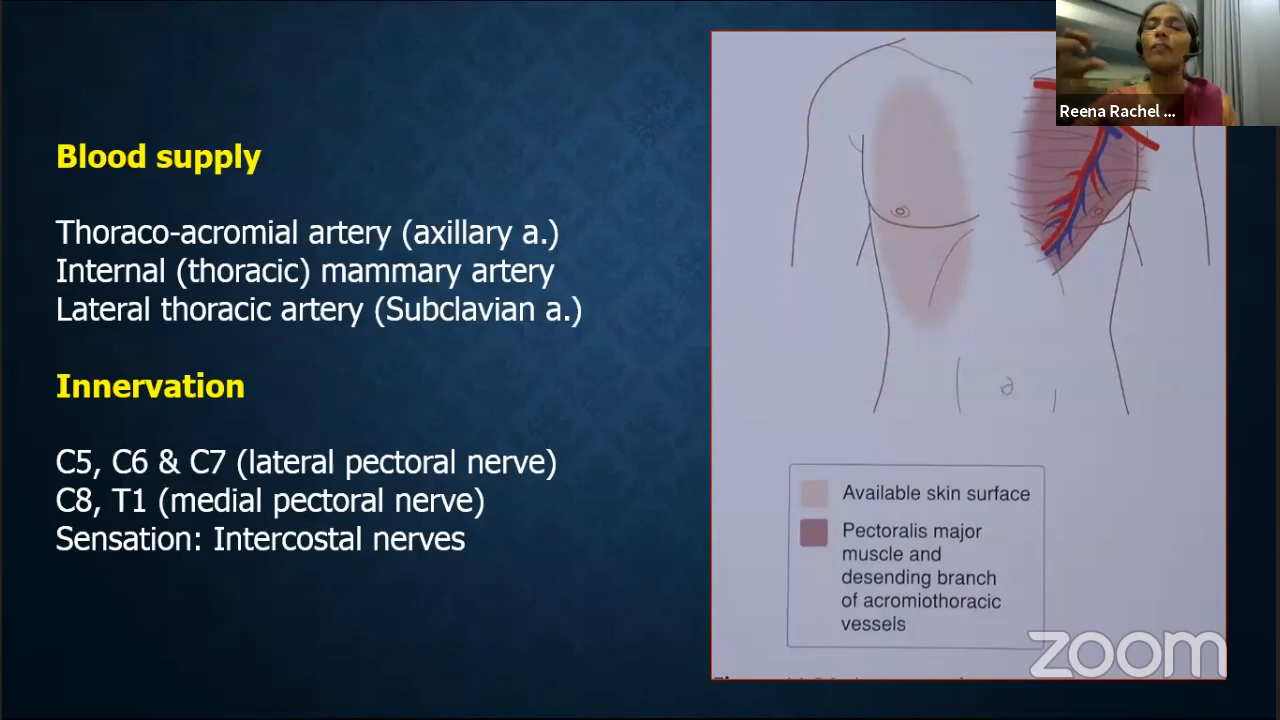 Reena Rachel ...
Blood supply
Thoraco-acromial artery (axillary a.)
Internal (thoracic) mammary artery
Lateral thoracic artery (Subclavian a.)
Innervation
C5, C6 & C7 (lateral pectoral nerve)
C8, T1 (medial pectoral nerve)
Sensation: Intercostal nerves
Available skin surface
Pectoralis major
muscle and
desending branch
of acromiothoracic
vessels
zoom